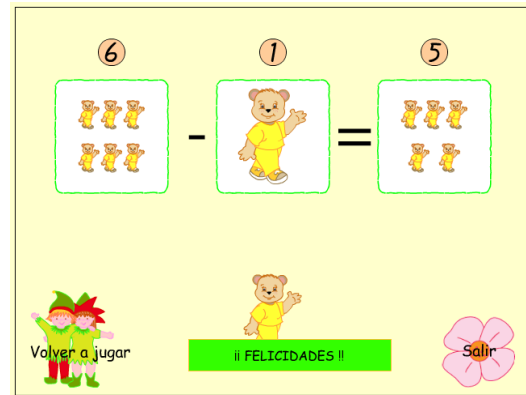 6 1 5
- =
Volver a jugar
¡¡ FELICIDADES !!
Salir